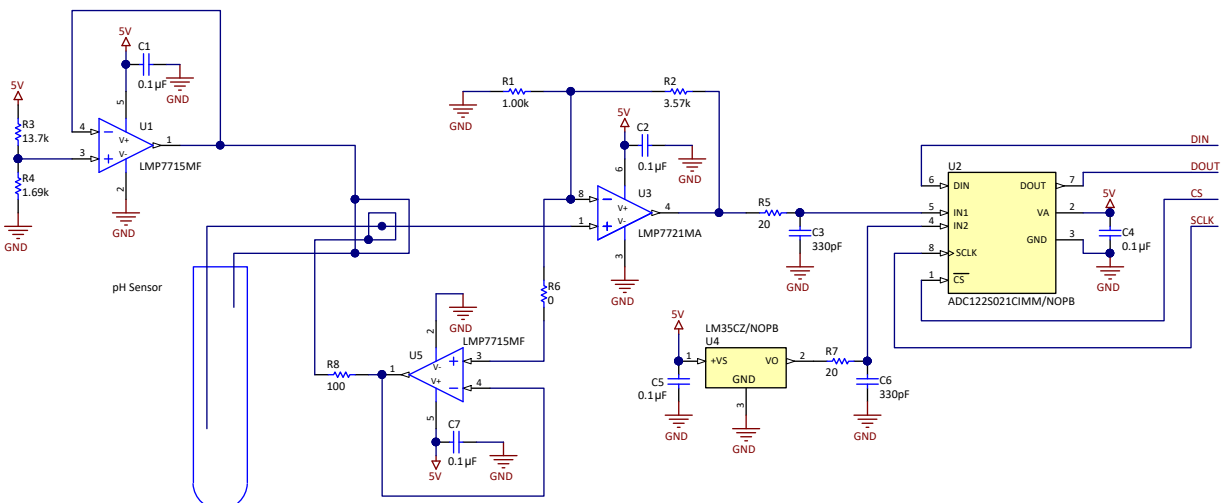 5V
R3
13.7k
R4
1.69k
GND
5V
C1
0.1µF
GND
5
U1
4
V+
1
3
V-
LMP7715MF
2
GND
pH Sensor
R1
1.00k
GND
R2
3.57k
5V
C2
0.1µF
GND
6
U3
8
V+
4
1
V-
LMP7721MA
3
GND
R6
0
GND
2
LMP7715MF
U5
V-
3
1
V+
4
5
R8
100
C7
0.1µF
5V
GND
R5
20
C3
330pF
GND
5V
LM35CZ/NOPB
U4
1
+VS
VO
2
GND
3
GND
C5
0.1µF
GND
R7
20
C6
330pF
GND
DIN
DOUT
CS
SCLK
U2
6
DIN
DOUT
7
5
IN1
VA
2
4
IN2
GND
3
8
SCLK
1
CS
ADC122S021CIMM/NOPB
5V
C4
0.1µF
GND